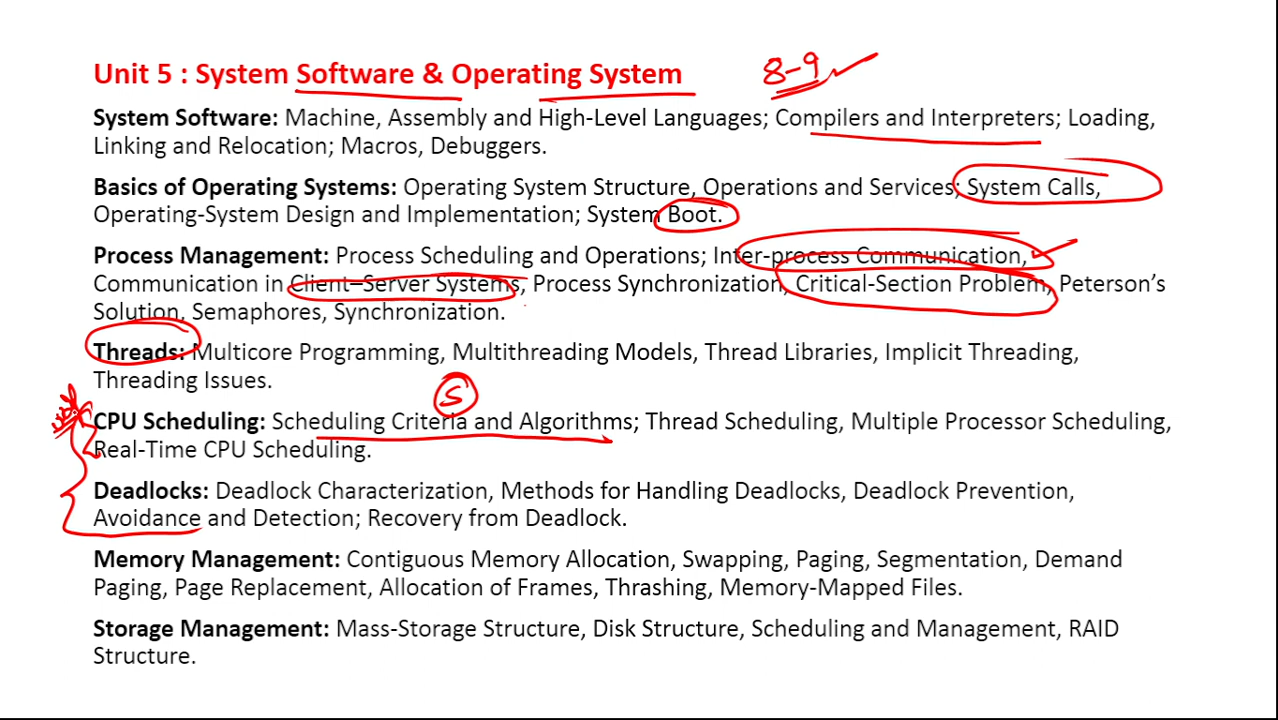 Unit 5 : System Software & Operating System 8-9
System Software: Machine, Assembly and High-Level Languages; Compilers and Interpreters; Loading,
Linking and Relocation; Macros, Debuggers.
Basics of Operating Systems: Operating System Structure, Operations and Services; System Calls,
Operating-System Design and Implementation; System Boot.
Process Management: Process Scheduling and Operations; Inter-process Communication,
Communication in Client–Server Systems, Process Synchronization, Critical-Section Problem, Peterson’s
Solution, Semaphores, Synchronization.
Threads: Multicore Programming, Multithreading Models, Thread Libraries, Implicit Threading,
Threading Issues.
5
CPU Scheduling: Scheduling Criteria and Algorithms; Thread Scheduling, Multiple Processor Scheduling,
Real-Time CPU Scheduling.
Deadlocks: Deadlock Characterization, Methods for Handling Deadlocks, Deadlock Prevention,
Avoidance and Detection; Recovery from Deadlock.
Memory Management: Contiguous Memory Allocation, Swapping, Paging, Segmentation, Demand
Paging, Page Replacement, Allocation of Frames, Thrashing, Memory-Mapped Files.
Storage Management: Mass-Storage Structure, Disk Structure, Scheduling and Management, RAID
Structure.